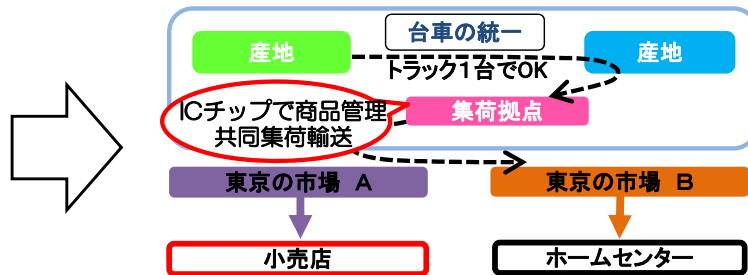 台車の統一
産地
産地
トラック1台でOK
ICチップで商品管理
共同集荷輸送
集荷拠点
東京の市場 A
東京の市場 B
小売店
ホームセンター